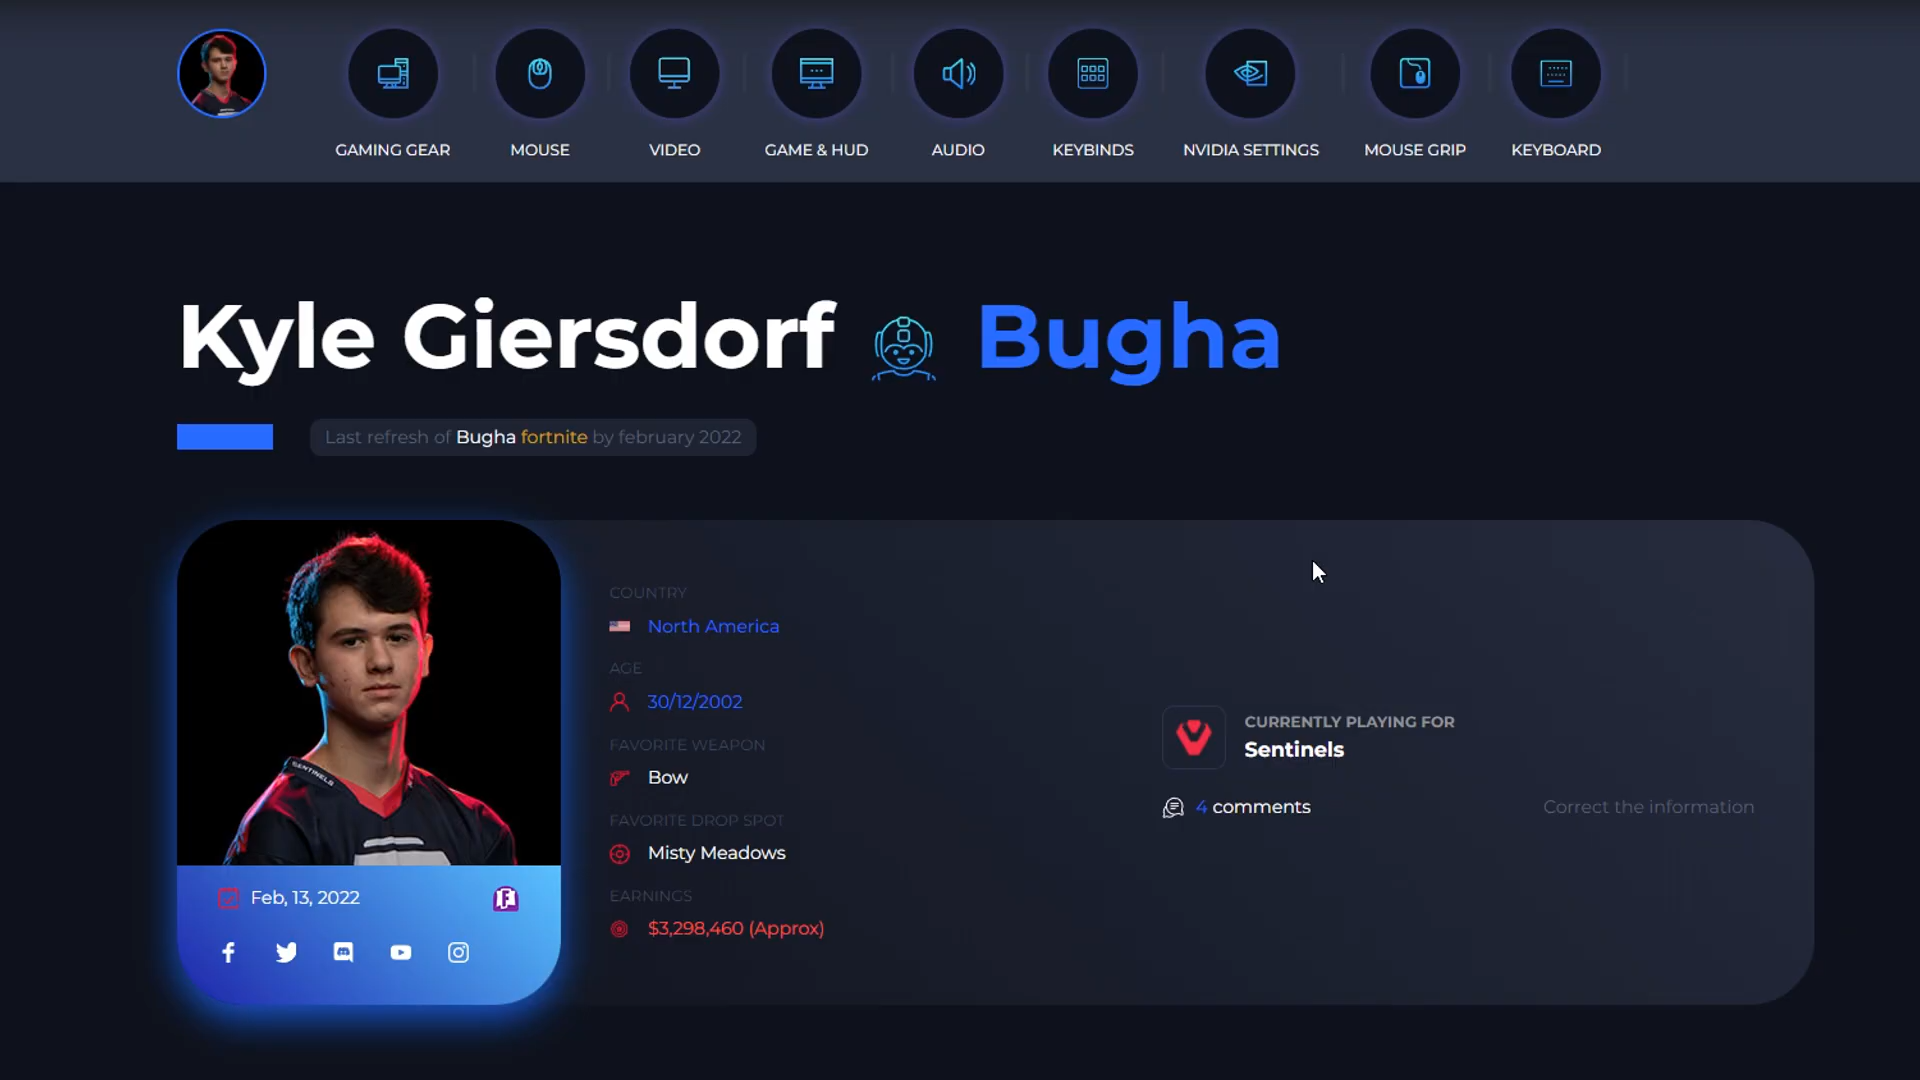 GAMING GEAR
MOUSE
VIDEO
GAME & HUD
AUDIO
KEYBINDS
NVIDIA SETTINGS
MOUSE GRIP
KEYBOARD
Kyle Giersdorf Bugha
Last refresh of Bugha fortnite by february 2022
COUNTRY
North America
AGE
30/12/2002
FAVORITE WEAPON
Bow
FAVORITE DROP SPOT
Misty Meadows
EARNINGS
$3,298,460 (Approx)
CURRENTLY PLAYING FOR
Sentinels
4 comments
Correct the information
SENTINELS
Feb, 13, 2022
F